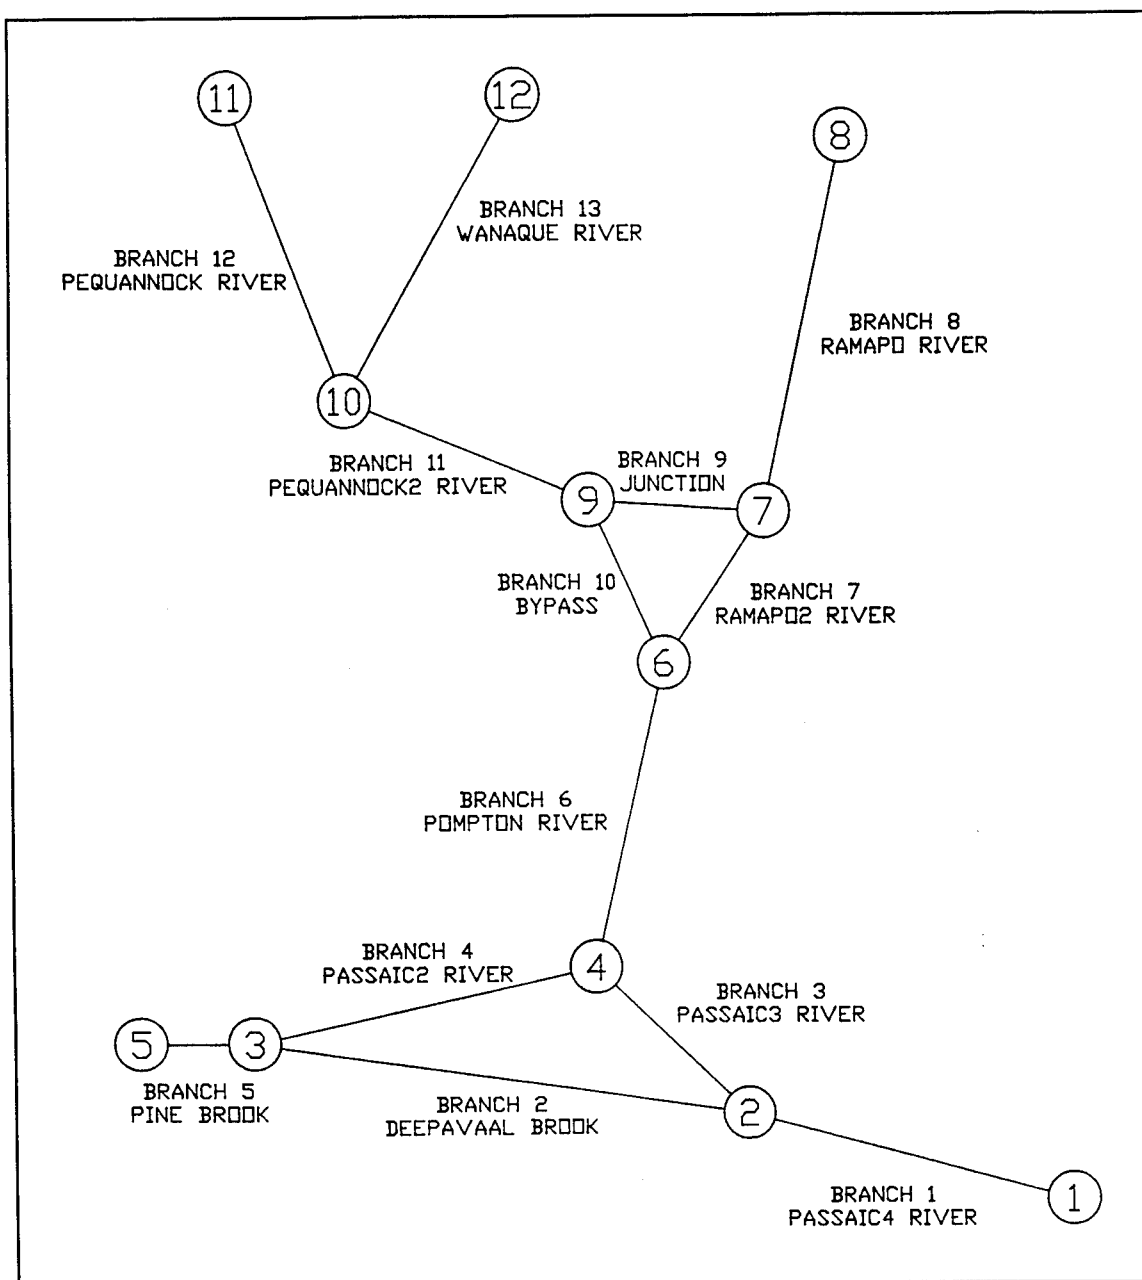 11
12
8
BRANCH 13
WANAQUE RIVER
BRANCH 12
PEQUANNOCK RIVER
BRANCH 8
RAMAPO RIVER
10
BRANCH 11
PEQUANNOCK2 RIVER
BRANCH 9
JUNCTION
9
7
BRANCH 10
BYPASS
BRANCH 7
RAMAPO2 RIVER
6
BRANCH 6
POMPTON RIVER
BRANCH 4
PASSAIC2 RIVER
4
BRANCH 3
PASSAIC3 RIVER
5
3
BRANCH 5
PINE BROOK
BRANCH 2
DEEPAVAAL BROOK
2
BRANCH 1
PASSAIC4 RIVER
1